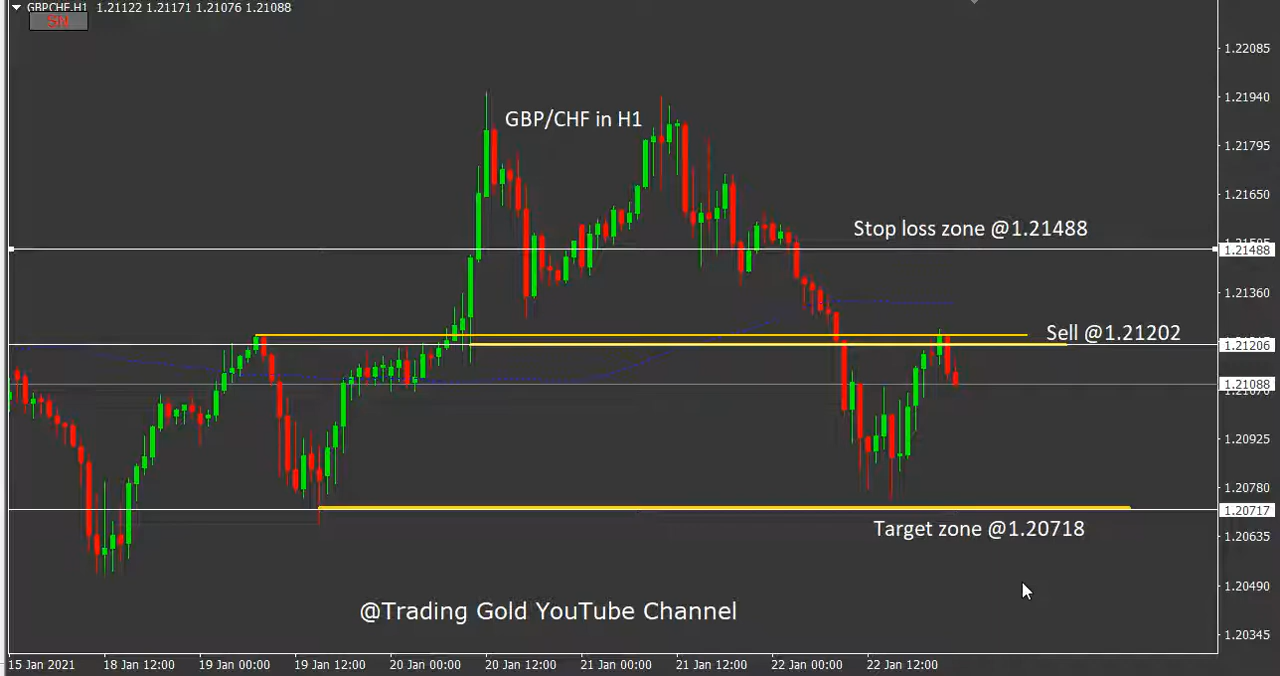 GBPCHF,H1 1.21122 1.21171 1.21076 1.21088
SN
1.22085
1.21940
GBP/CHF in H1
1.21795
1.21650
Stop loss zone @1.21488
1.21488
1.21360
Sell @1.21202
1.21206
1.21088
1.20925
1.20780
1.20717
Target zone @1.20718
1.20635
1.20490
@Trading Gold YouTube Channel
1.20345
15 Jan 2021 18 Jan 12:00 19 Jan 00:00 19 Jan 12:00 20 Jan 00:00 20 Jan 12:00 21 Jan 00:00 21 Jan 12:00 22 Jan 00:00 22 Jan 12:00